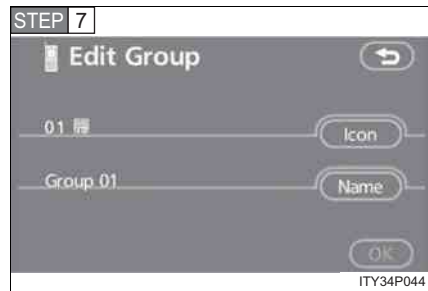 STEP 7
Edit Group
01
Icon
Group 01
Name
OK
ITY34P044